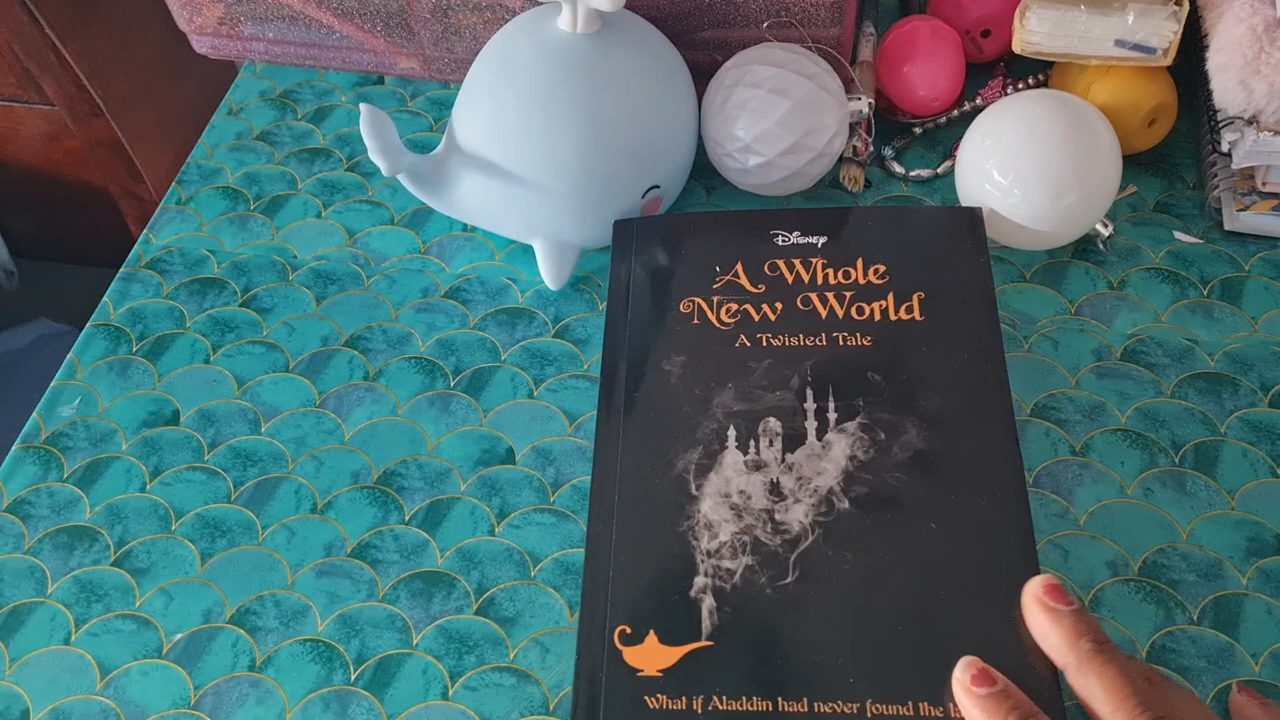 Disney
A Whole
New World
A Twisted Tale
What if Aladdin had never found the